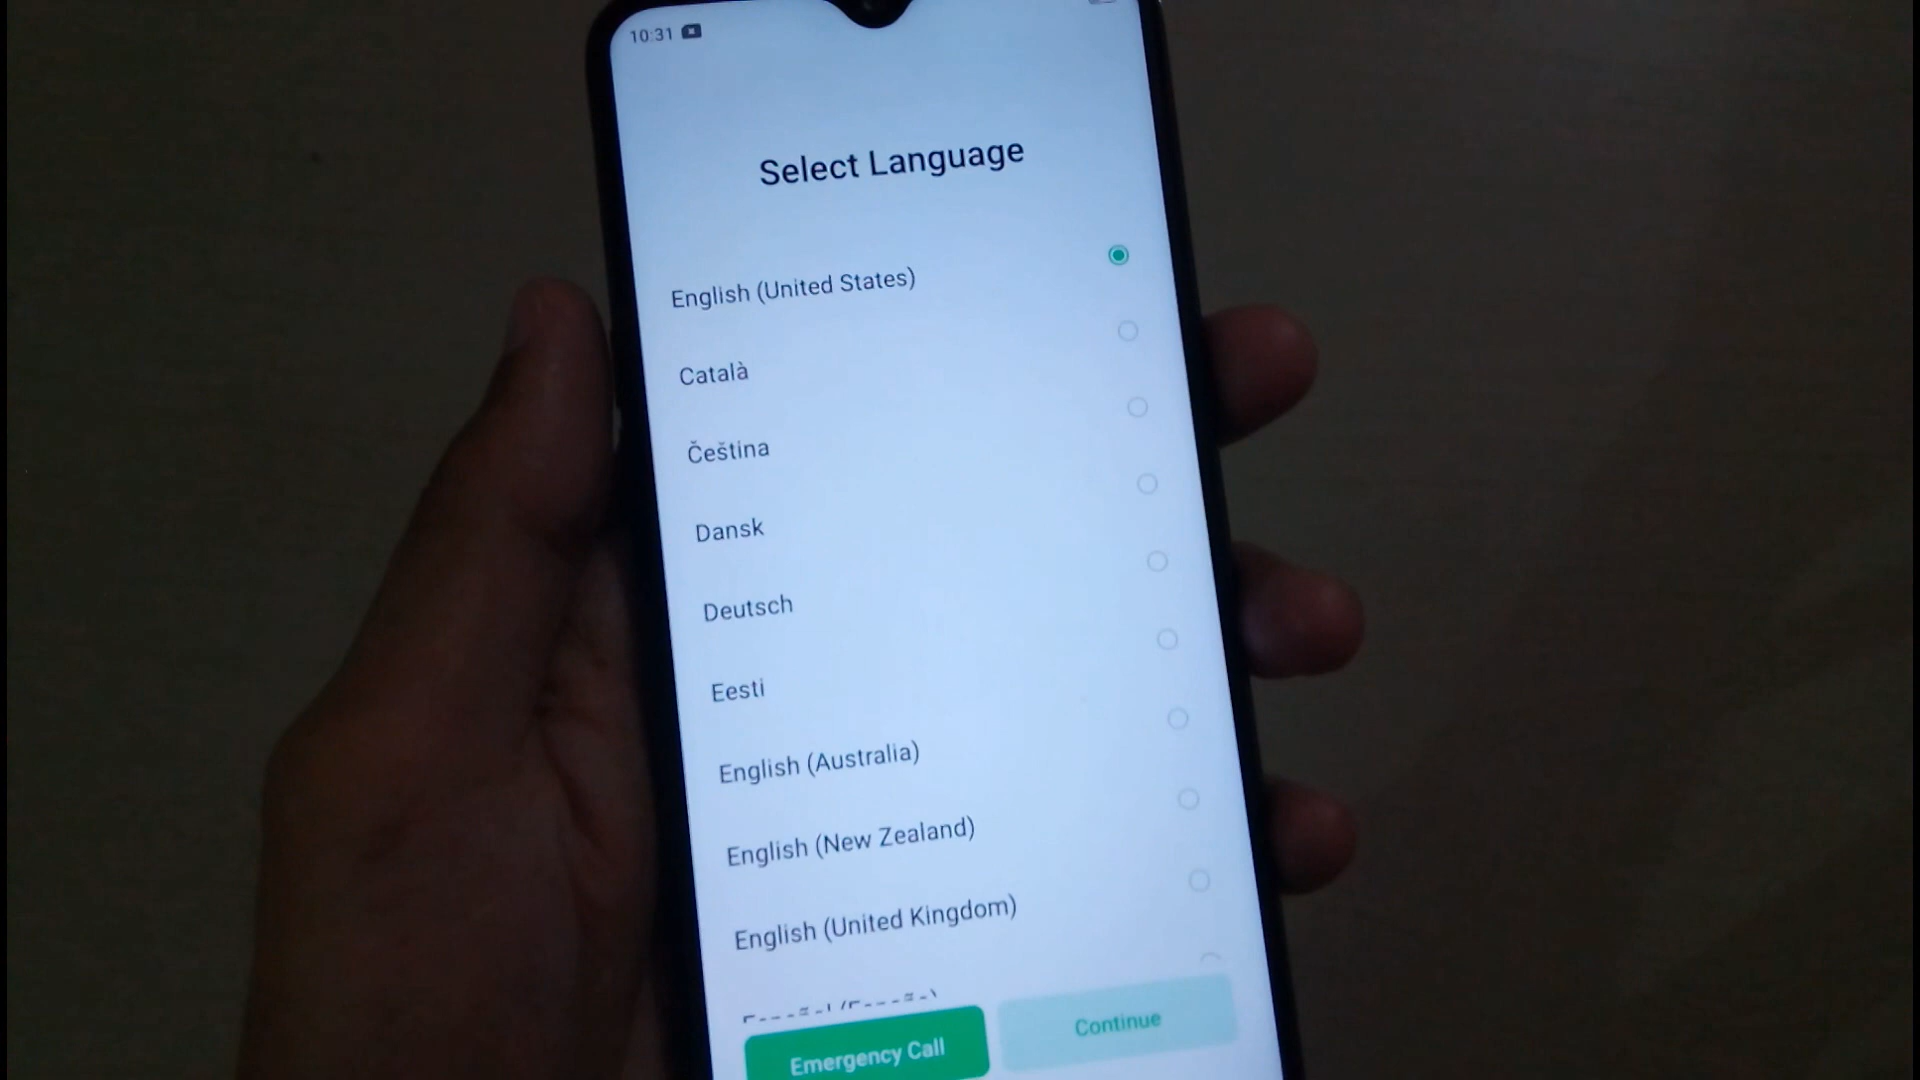 10:31
Select Language
English (United States)
Català
Čeština
Dansk
Deutsch
Eesti
English (Australia)
English (New Zealand)
English (United Kingdom)
Emergency Call
Continue